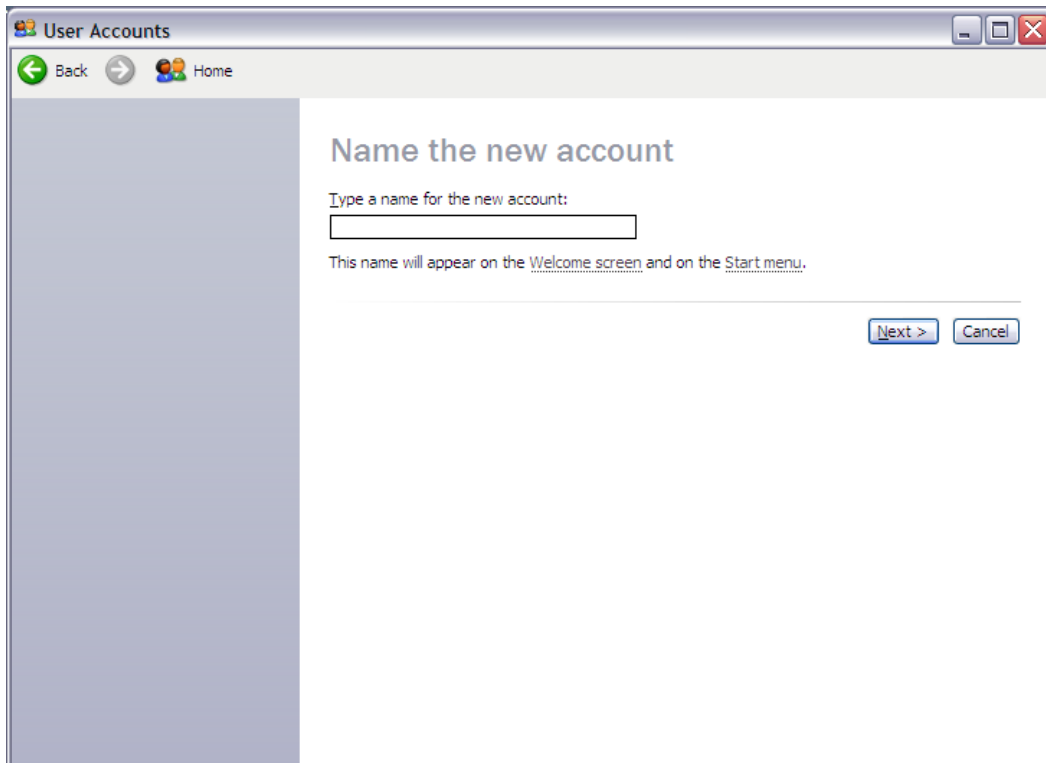 User Accounts
Back Home
Name the new account
Type a name for the new account:
This name will appear on the Welcome screen and on the Start menu.
Next > Cancel